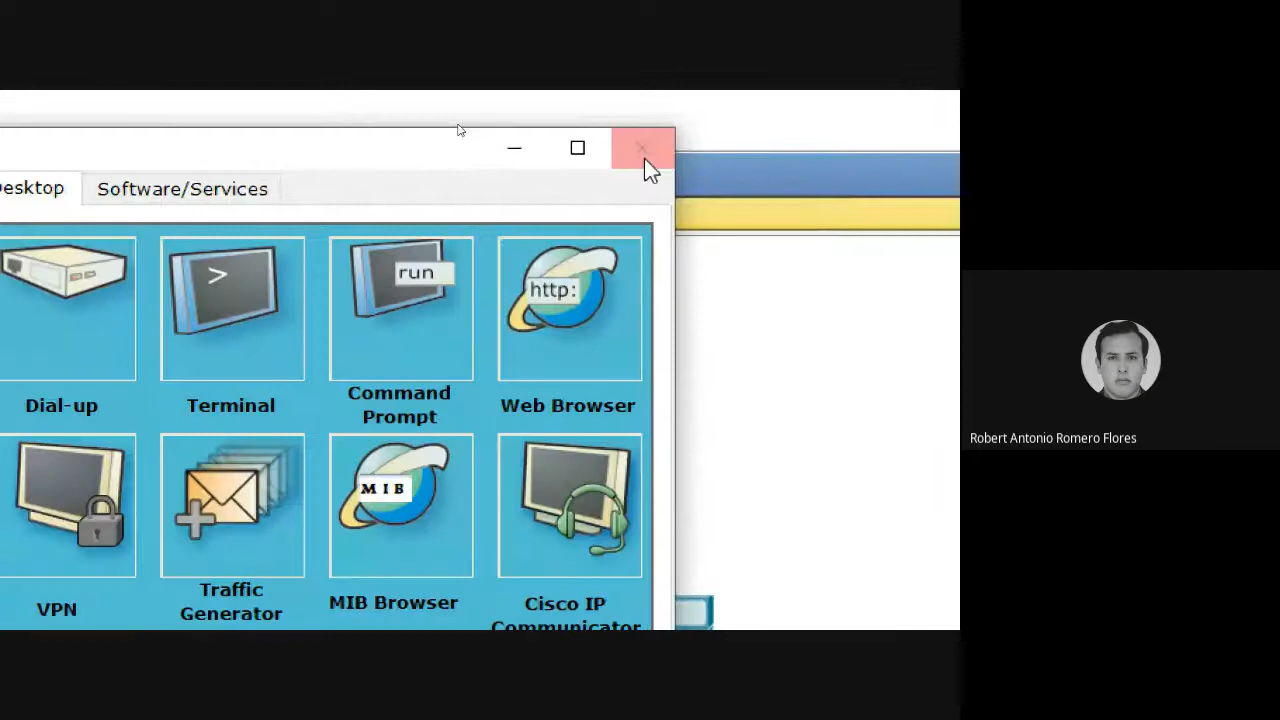 Desktop
Software/Services
>
run
http:
Dial-up
Terminal
Command
Prompt
Web Browser
MIB
VPN
Traffic
Generator
MIB Browser
Cisco IP
Communicator
Robert Antonio Romero Flores